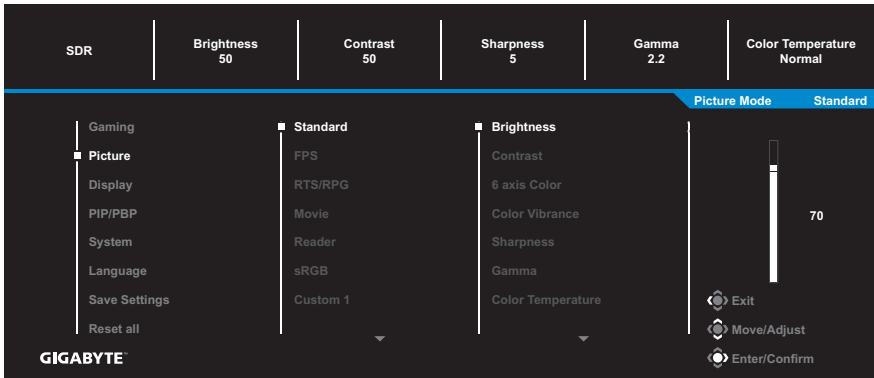 SDR
Brightness
50
Contrast
50
Sharpness
5
Gamma
2.2
Color Temperature
Normal
Picture Mode Standard
Gaming
Picture
Display
PIP/PBP
System
Language
Save Settings
Reset all
Standard
FPS
RTS/RPG
Movie
Reader
sRGB
Custom 1
Brightness
Contrast
6 axis Color
Color Vibrance
Sharpness
Gamma
Color Temperature
70
Exit
Move/Adjust
Enter/Confirm
GIGABYTE™